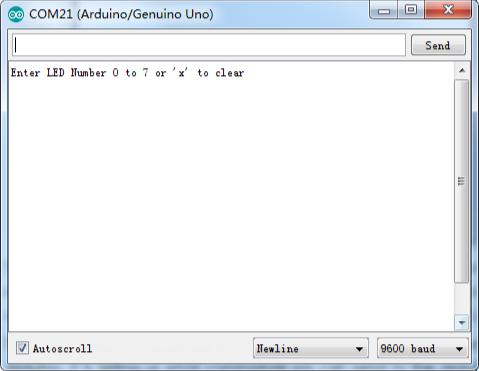 COM21 (Arduino/Genuino Uno)
Send
Enter LED Number 0 to 7 or 'x' to clear
Autoscroll
Newline
9600 baud